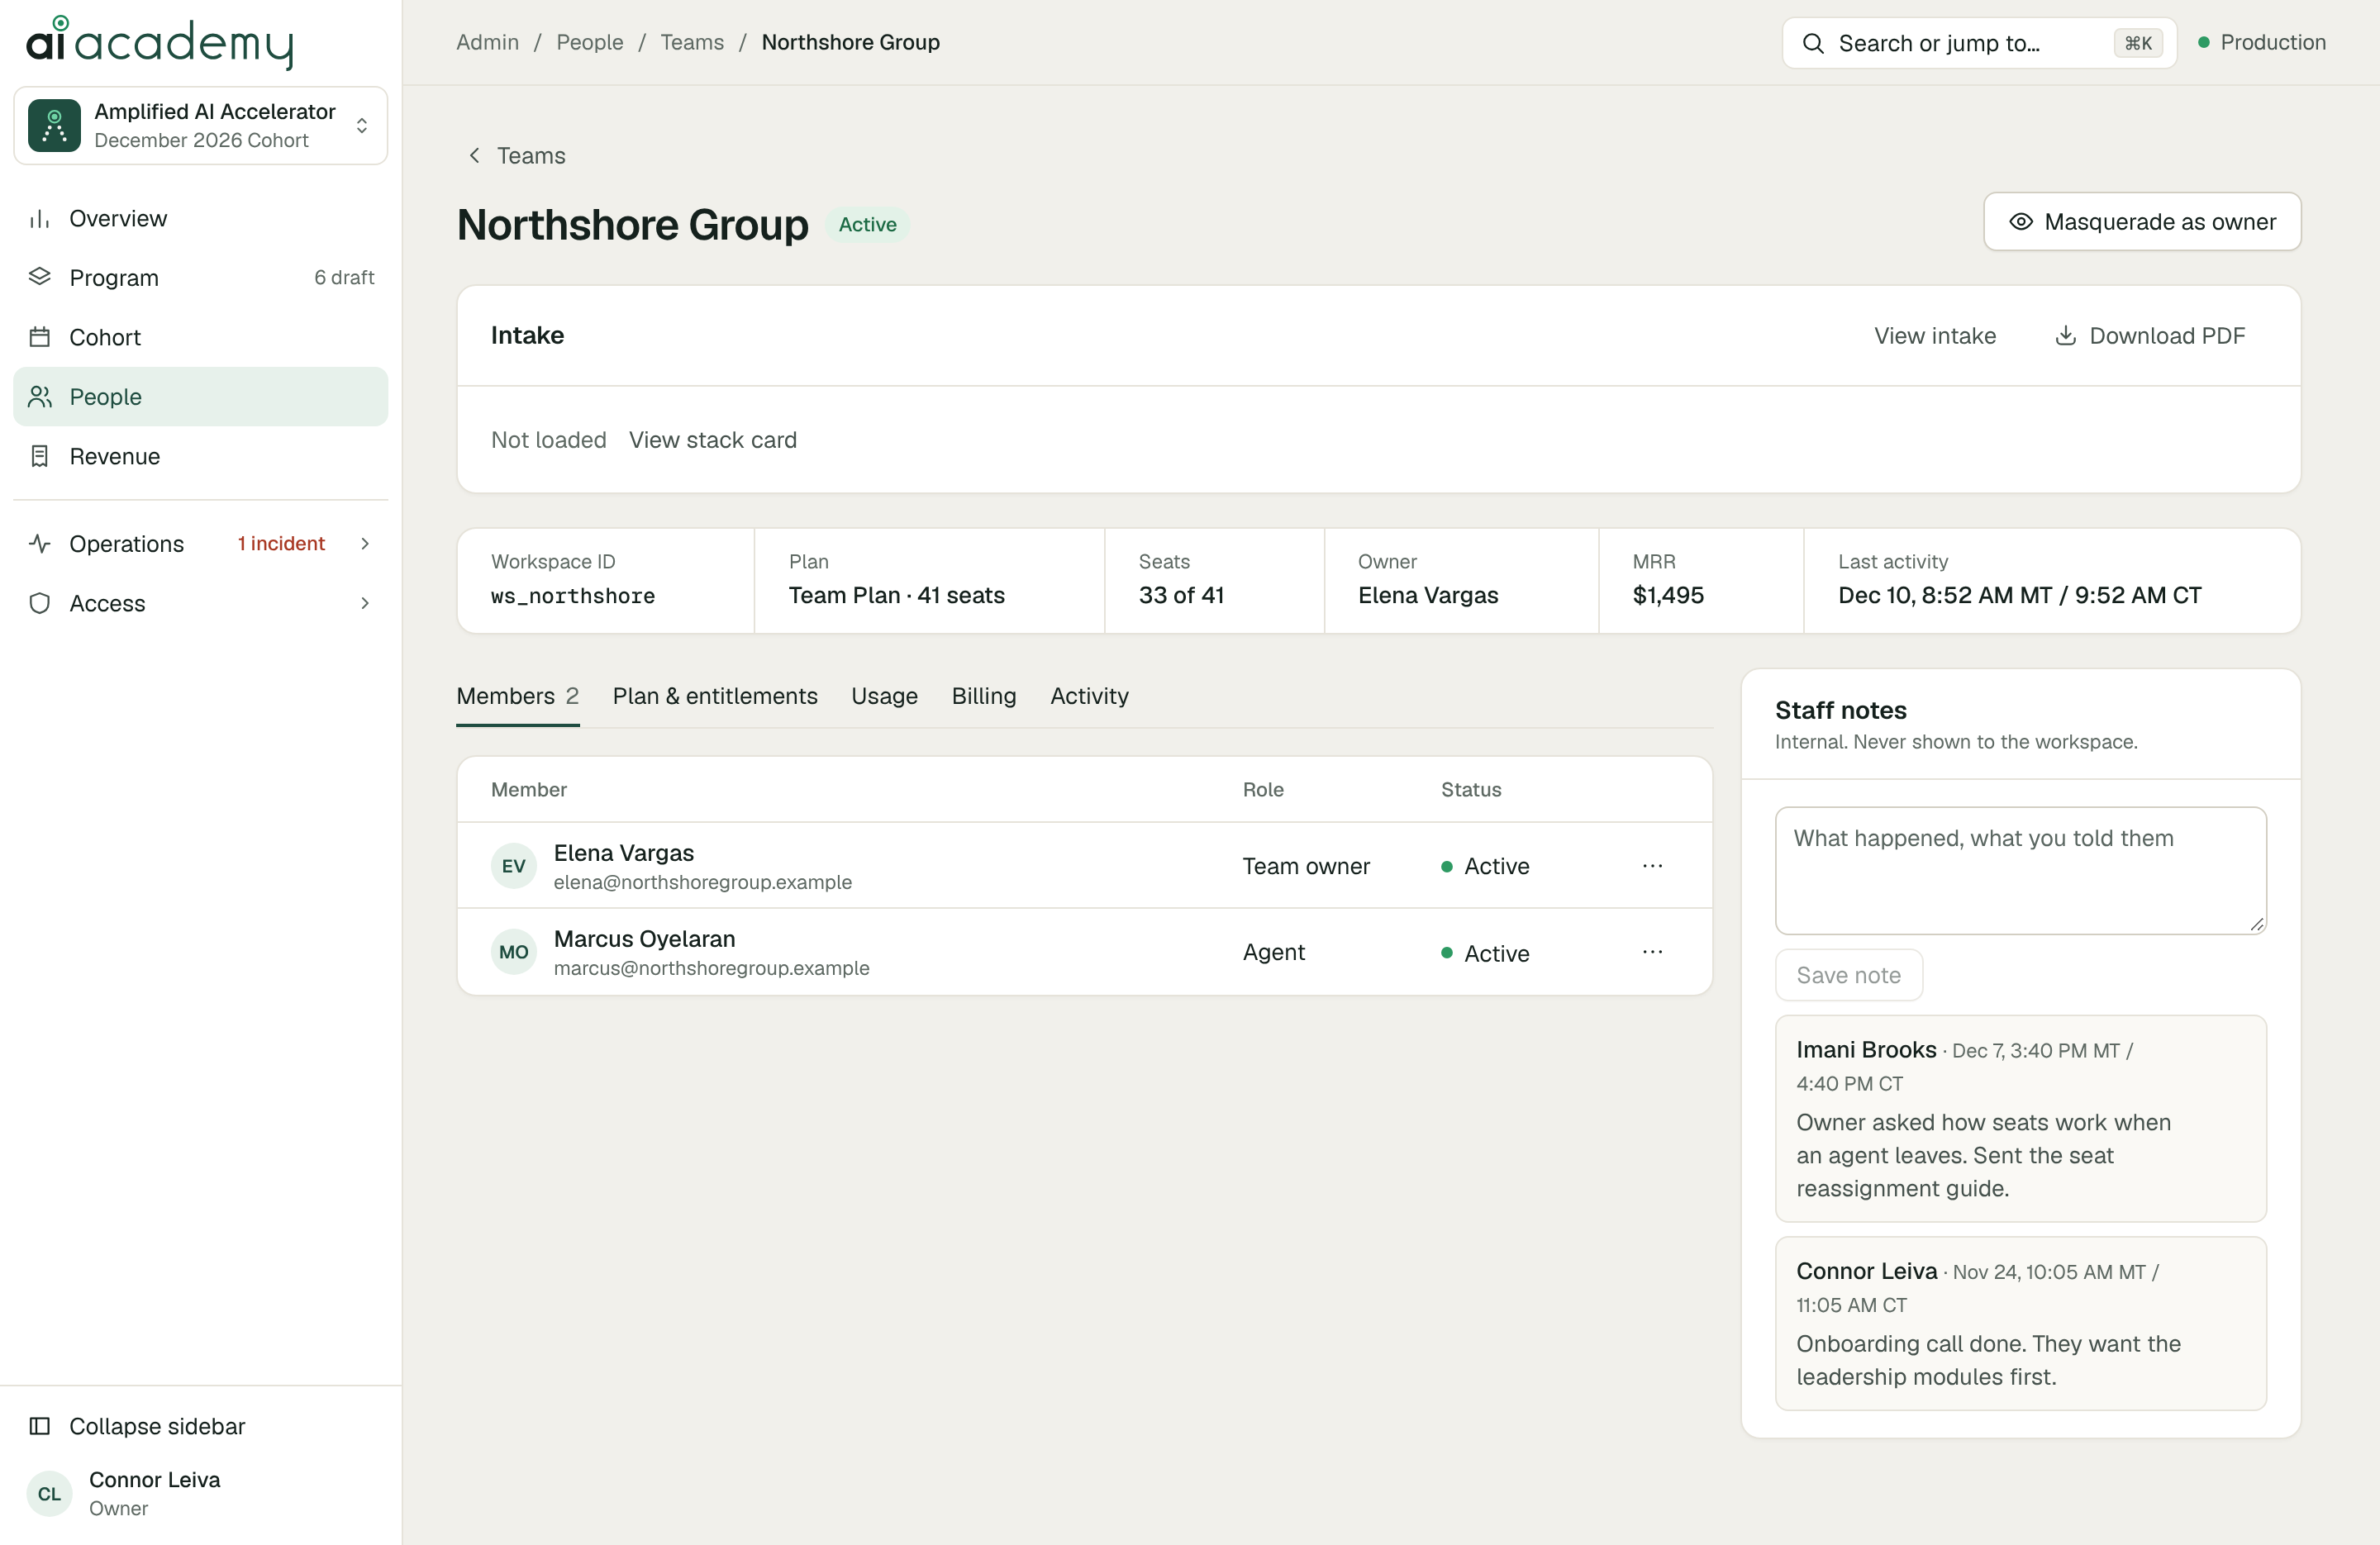 ai academy
Amplified AI Accelerator
December 2026 Cohort
Overview
Program 6 draft
Cohort
People
Revenue
Operations 1 incident
Access
Collapse sidebar
CL
Connor Leiva
Owner
Admin / People / Teams / Northshore Group
Search or jump to... ⌘K
Production
Teams
Northshore Group Active
Masquerade as owner
Intake
View intake
Download PDF
Not loaded View stack card
Workspace ID
ws_northshore
Plan
Team Plan · 41 seats
Seats
33 of 41
Owner
Elena Vargas
MRR
$1,495
Last activity
Dec 10, 8:52 AM MT / 9:52 AM CT
Members 2 Plan & entitlements Usage Billing Activity
Member Role Status
EV
Elena Vargas
elena@northshoregroup.example
Team owner
Active
MO
Marcus Oyelaran
marcus@northshoregroup.example
Agent
Active
Staff notes
Internal. Never shown to the workspace.
What happened, what you told them
Save note
Imani Brooks · Dec 7, 3:40 PM MT /
4:40 PM CT
Owner asked how seats work when
an agent leaves. Sent the seat
reassignment guide.
Connor Leiva · Nov 24, 10:05 AM MT /
11:05 AM CT
Onboarding call done. They want the
leadership modules first.